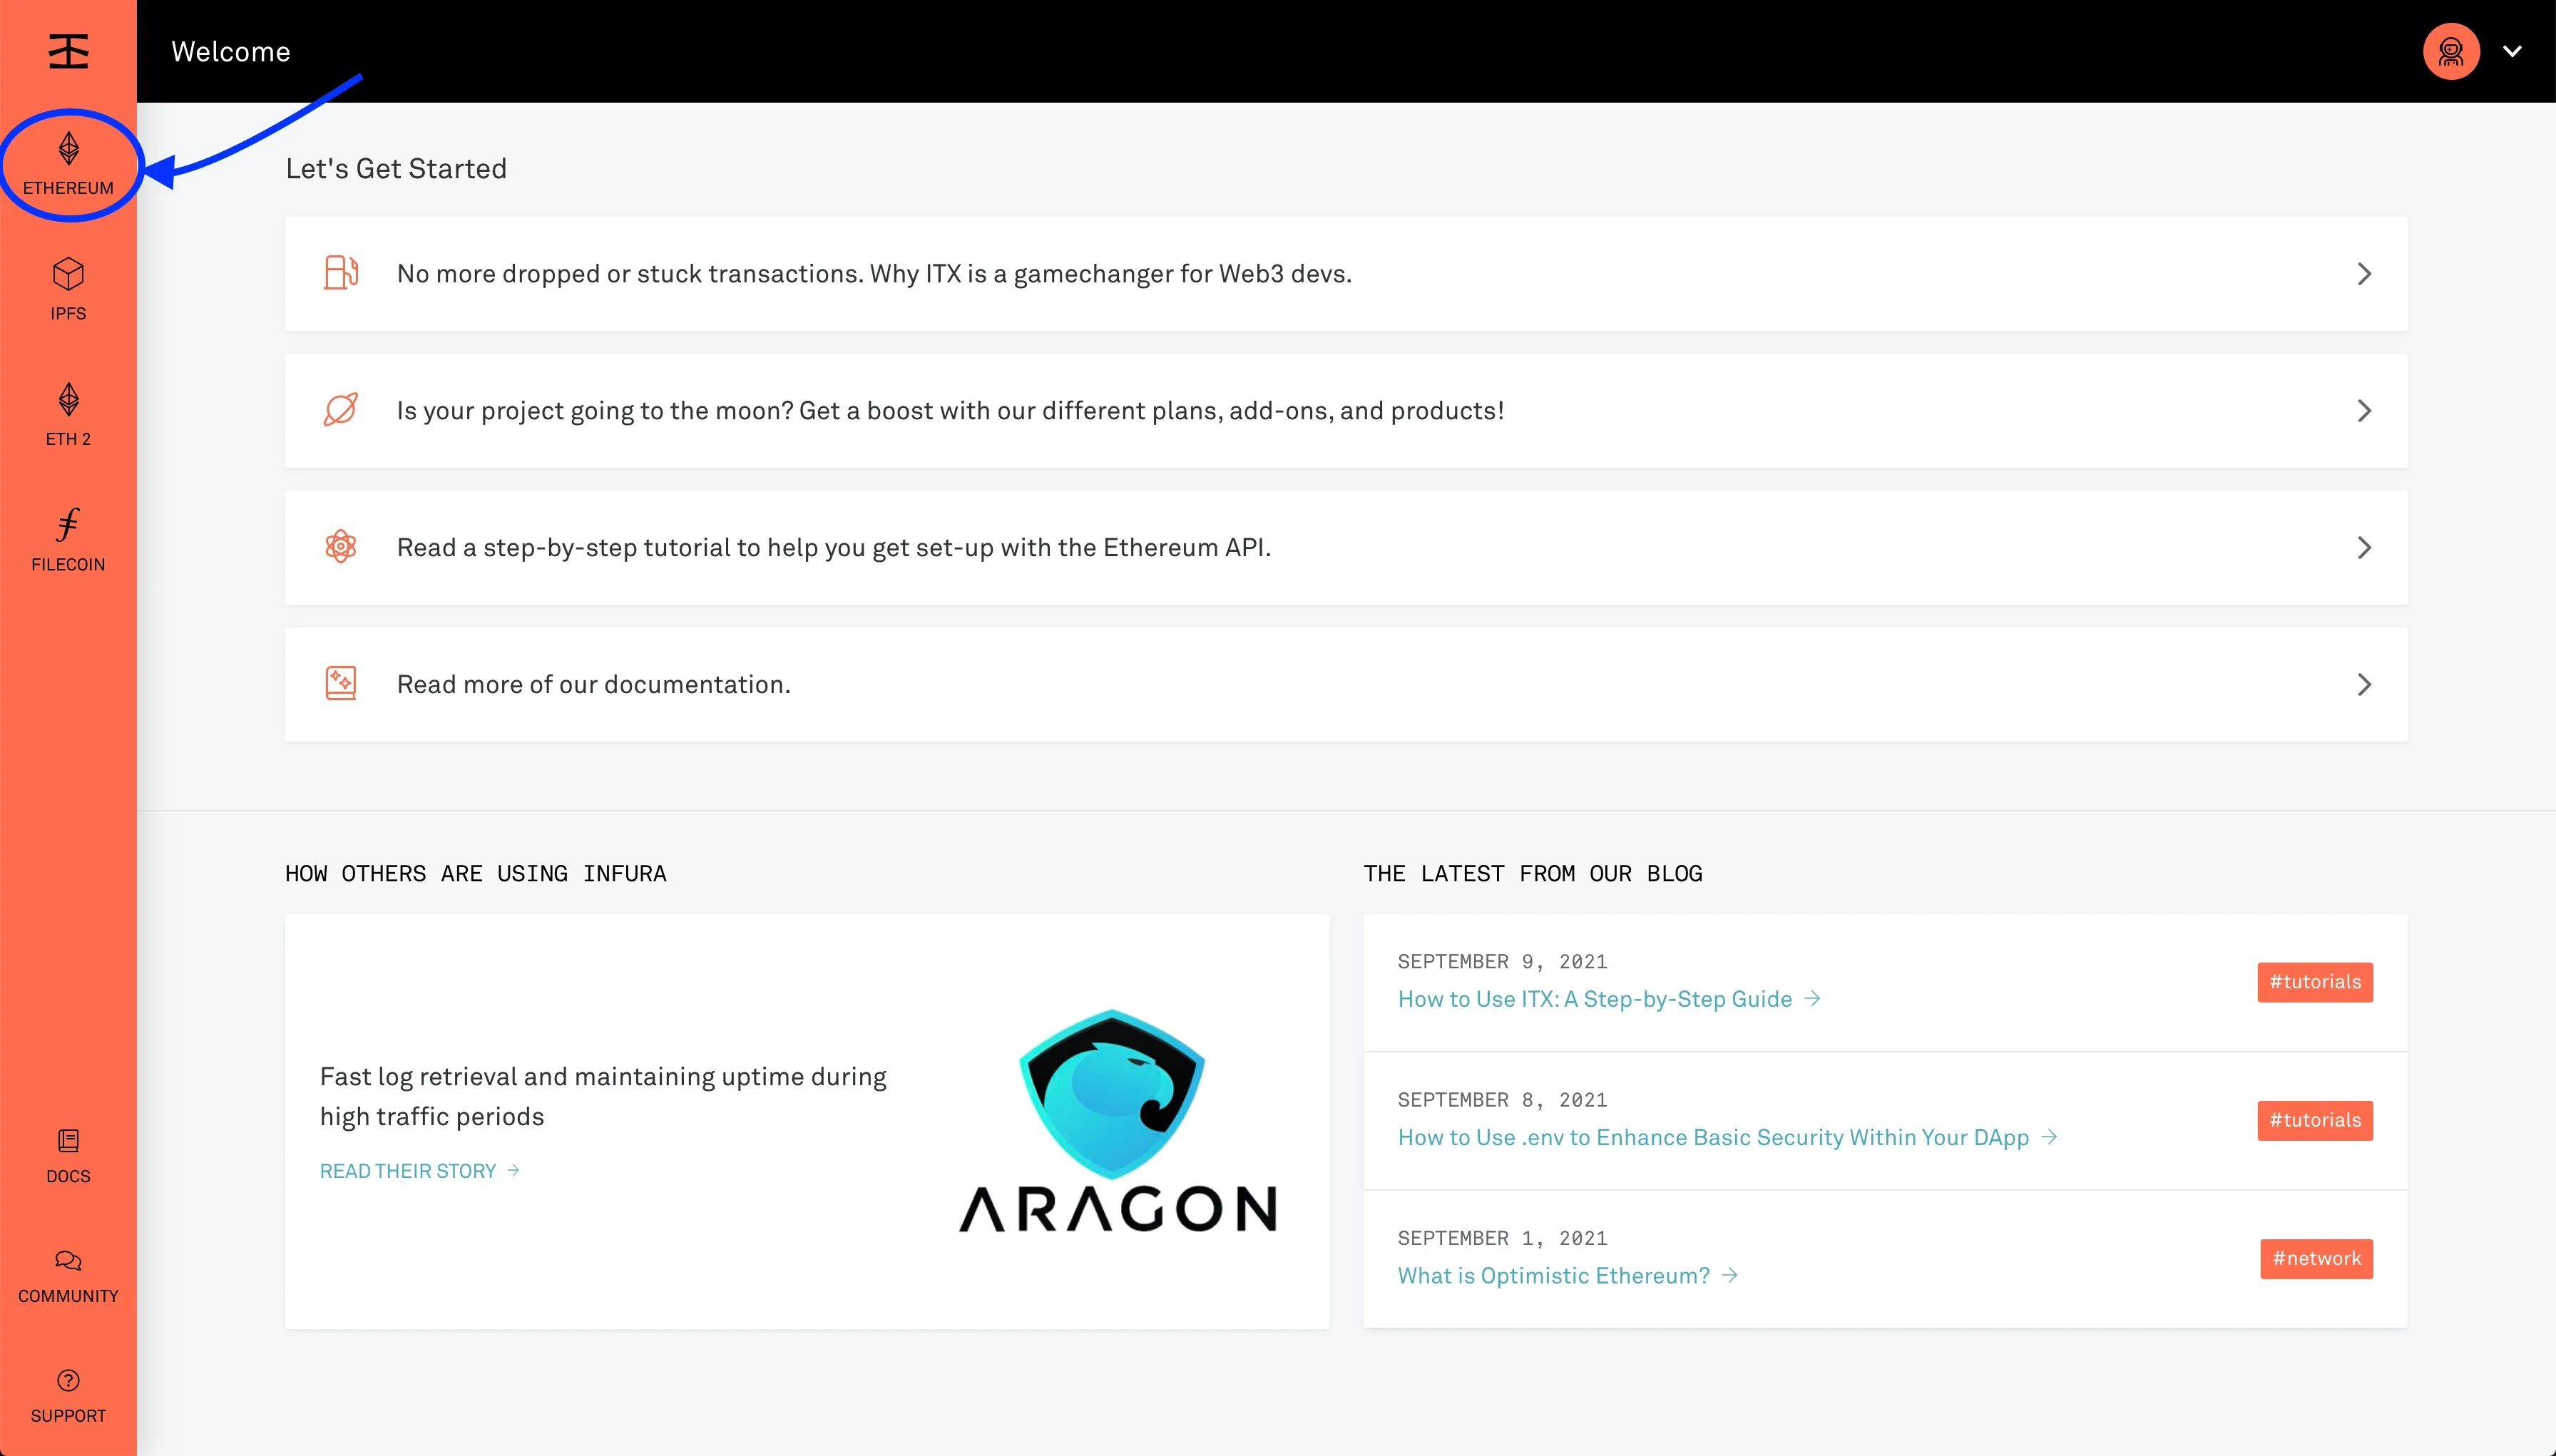 Welcome
ETHEREUM
IPFS
ETH 2
FILECOIN
DOCS
COMMUNITY
SUPPORT
Let's Get Started
No more dropped or stuck transactions. Why ITX is a gamechanger for Web3 devs.
Is your project going to the moon? Get a boost with our different plans, add-ons, and products!
Read a step-by-step tutorial to help you get set-up with the Ethereum API.
Read more of our documentation.
HOW OTHERS ARE USING INFURA
Fast log retrieval and maintaining uptime during
high traffic periods
READ THEIR STORY →
ARAGON
THE LATEST FROM OUR BLOG
SEPTEMBER 9, 2021
How to Use ITX: A Step-by-Step Guide →
#tutorials
SEPTEMBER 8, 2021
How to Use .env to Enhance Basic Security Within Your DApp →
#tutorials
SEPTEMBER 1, 2021
What is Optimistic Ethereum? →
#network